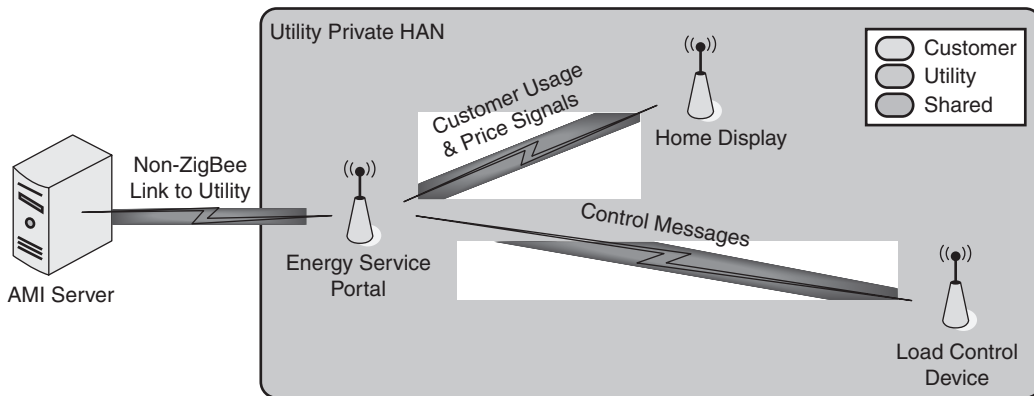 Utility Private HAN
Customer
Utility
Shared
Customer Usage
& Price Signals
Home Display
Non-ZigBee
Link to Utility
Control Messages
Energy Service
Portal
AMI Server
Load Control
Device